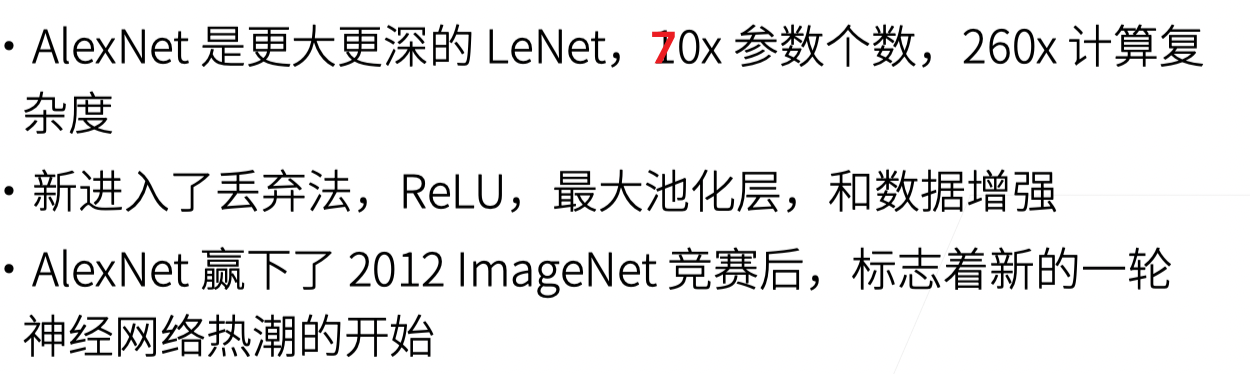 • AlexNet 是更大更深的 LeNet，70x 参数个数，260x 计算复
杂度
• 新进入了丢弃法，ReLU，最大池化层，和数据增强
• AlexNet 赢下了 2012 ImageNet 竞赛后，标志着新的一轮
神经网络热潮的开始